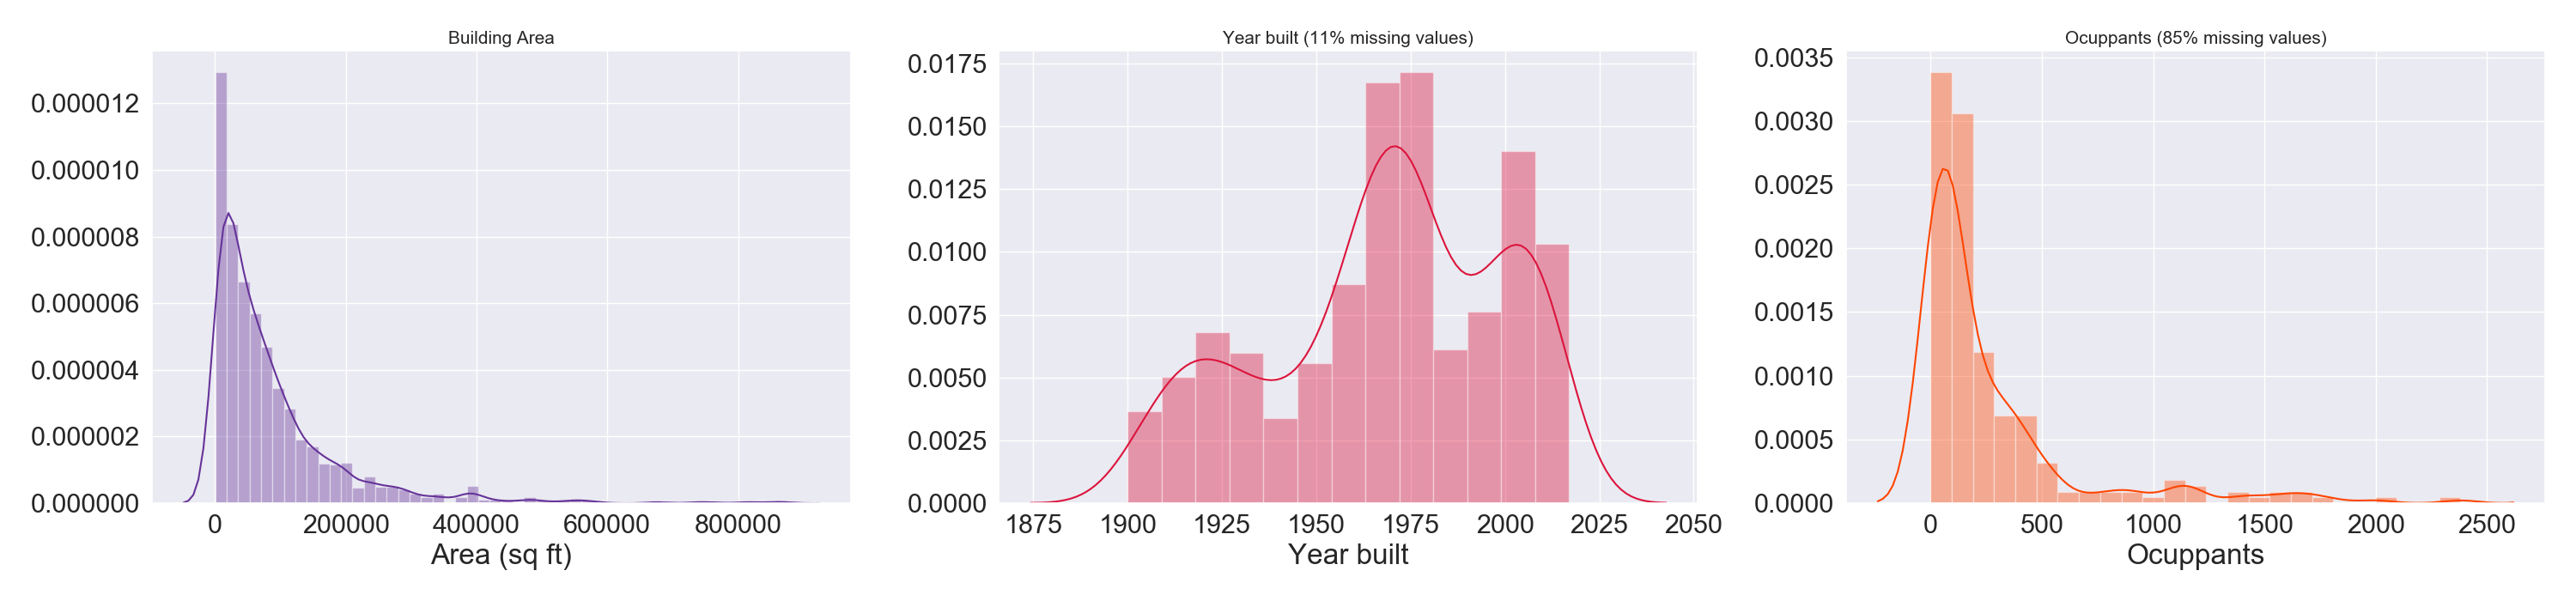 Building Area
0.000012
0.000010
0.000008
0.000006
0.000004
0.000002
0.000000
0 200000 400000 600000 800000
Area (sq ft)
Year built (11% missing values)
0.0175
0.0150
0.0125
0.0100
0.0075
0.0050
0.0025
0.0000
1875 1900 1925 1950 1975 2000 2025 2050
Year built
Ocuppants (85% missing values)
0.0035
0.0030
0.0025
0.0020
0.0015
0.0010
0.0005
0.0000
0 500 1000 1500 2000 2500
Ocuppants